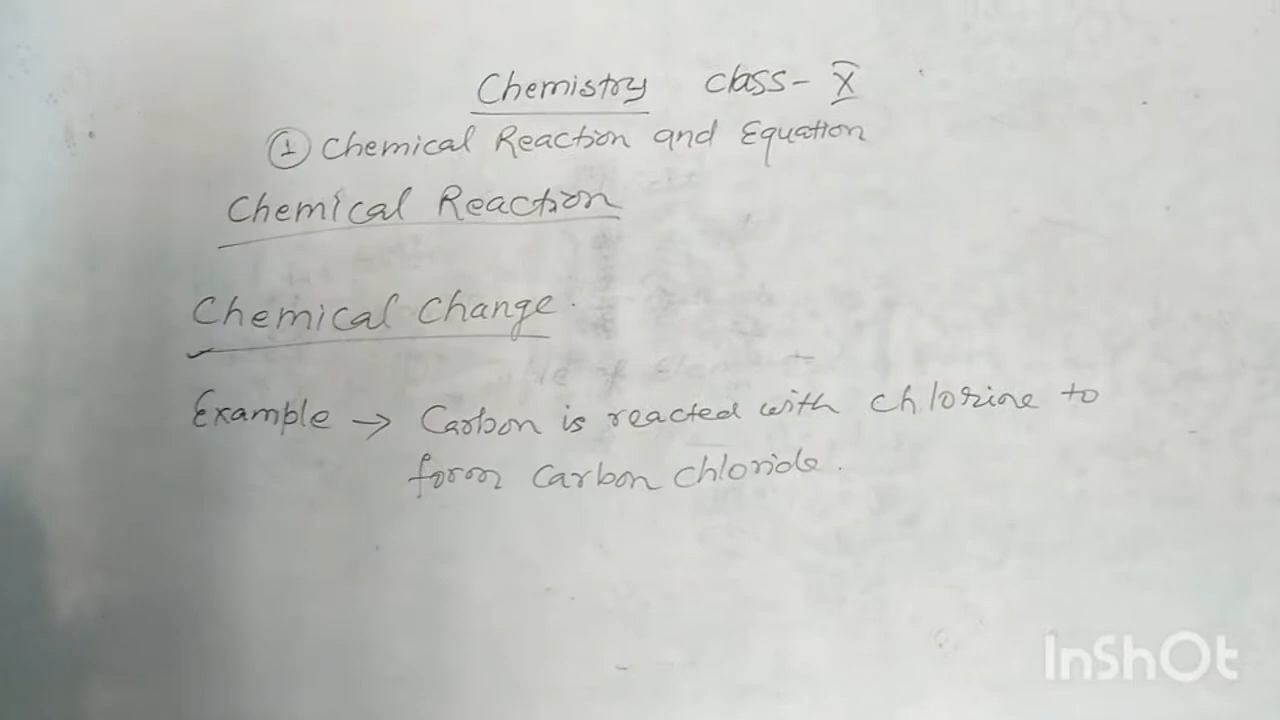 Chemistry class- X
① Chemical Reaction and Equation
Chemical Reaction
Chemical Change.
Example → Carbon is reacted with chlorine to
form Carbon chloride.
InShOt